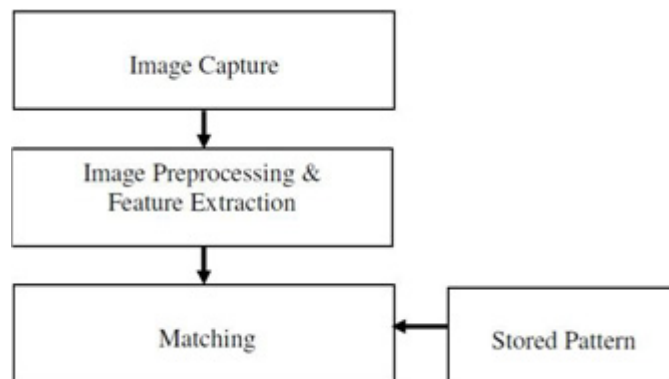 Image Capture
Image Preprocessing &
Feature Extraction
Matching
Stored Pattern